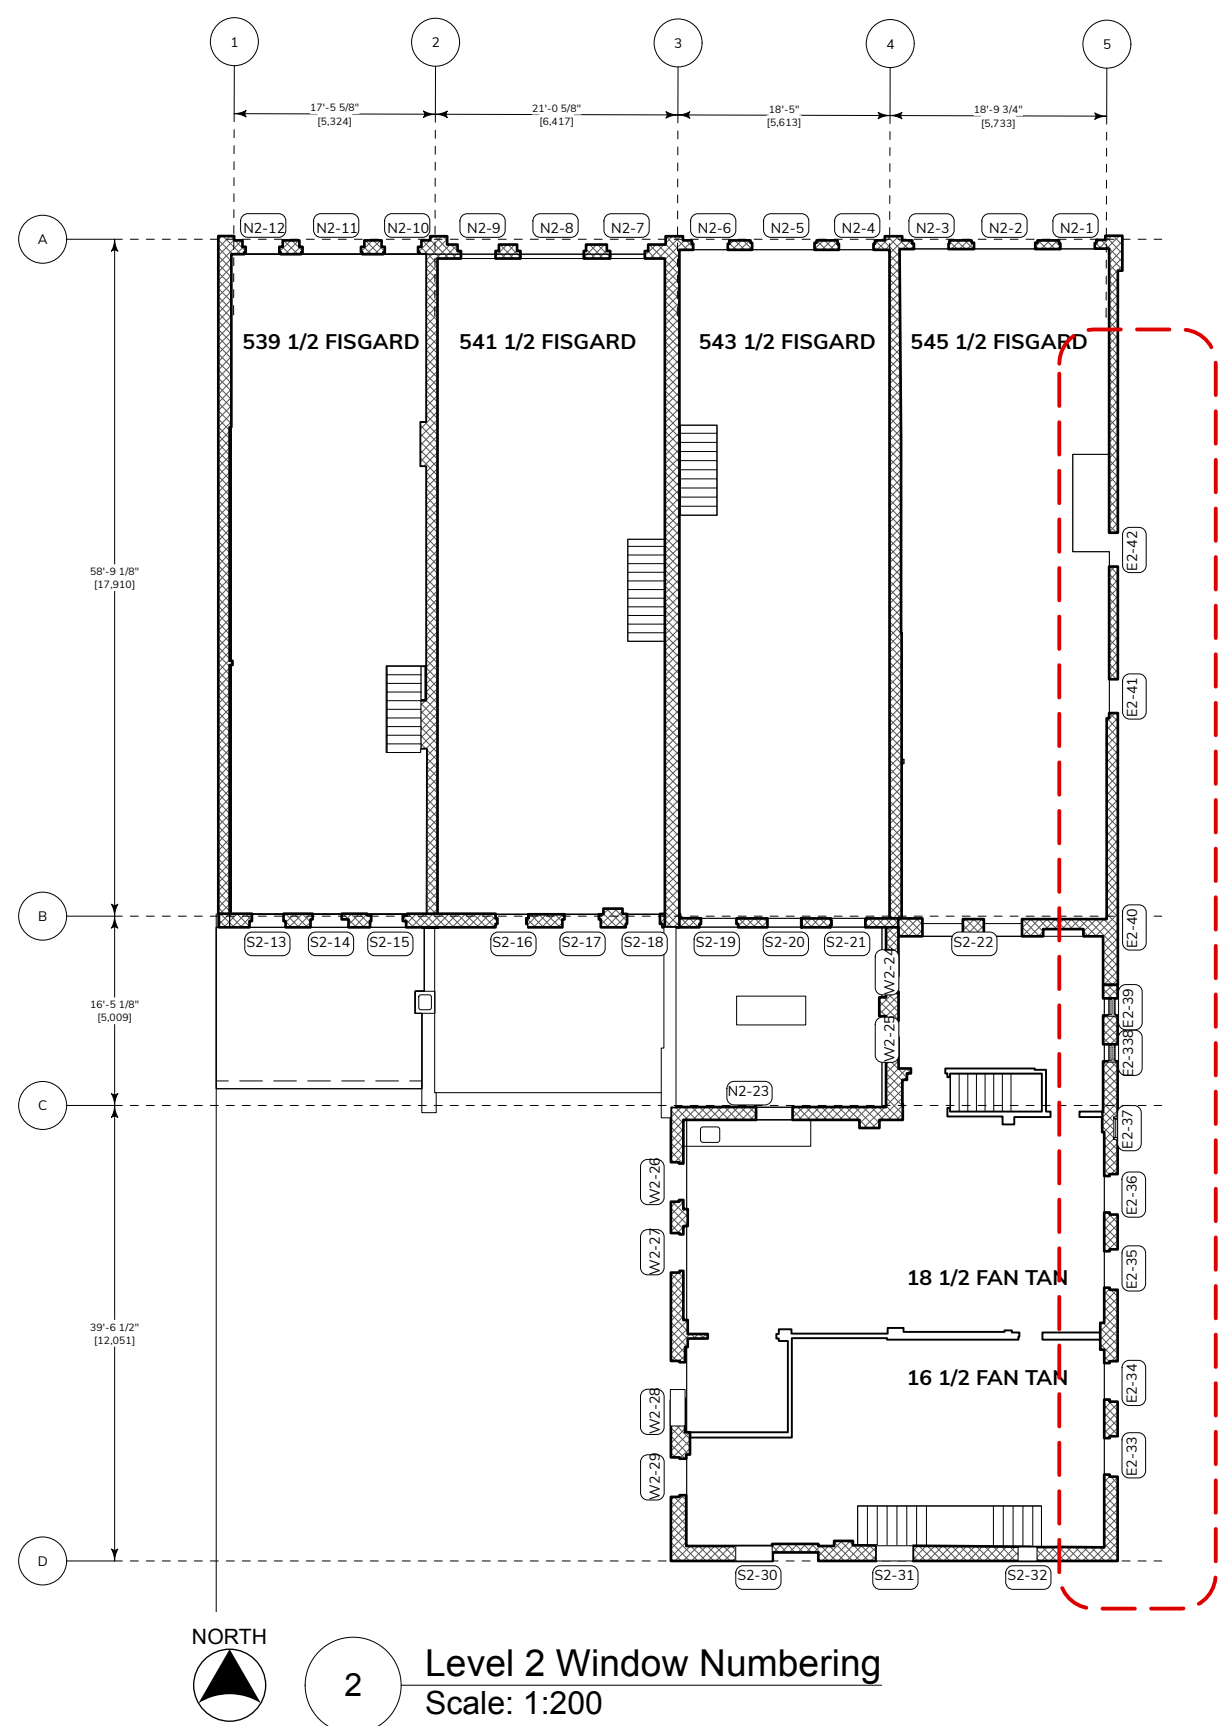 1 2 3 4 5
17'-5 5/8" 21'-0 5/8" 18'-5" 18'-9 3/4"
[5,324] [6,417] [5,613] [5,733]
N2-12 N2-11 N2-10 N2-9 N2-8 N2-7 N2-6 N2-5 N2-4 N2-3 N2-2 N2-1
A
539 1/2 FISGARD 541 1/2 FISGARD 543 1/2 FISGARD 545 1/2 FISGARD
E2-42
58'-9 1/8"
[17,910]
E2-41
B
E2-40
S2-13 S2-14 S2-15 S2-16 S2-17 S2-18 S2-19 S2-20 S2-21 S2-22
W2-24
E2-39
16'-5 1/8"
[5,009]
W2-25
E2-338
N2-23
C
E2-37
W2-26
E2-36
W2-27
E2-35
18 1/2 FAN TAN
39'-6 1/2"
[12,051]
16 1/2 FAN TAN
E2-34
W2-28
E2-33
W2-29
D
S2-30 S2-31 S2-32
NORTH
2
Level 2 Window Numbering
Scale: 1:200